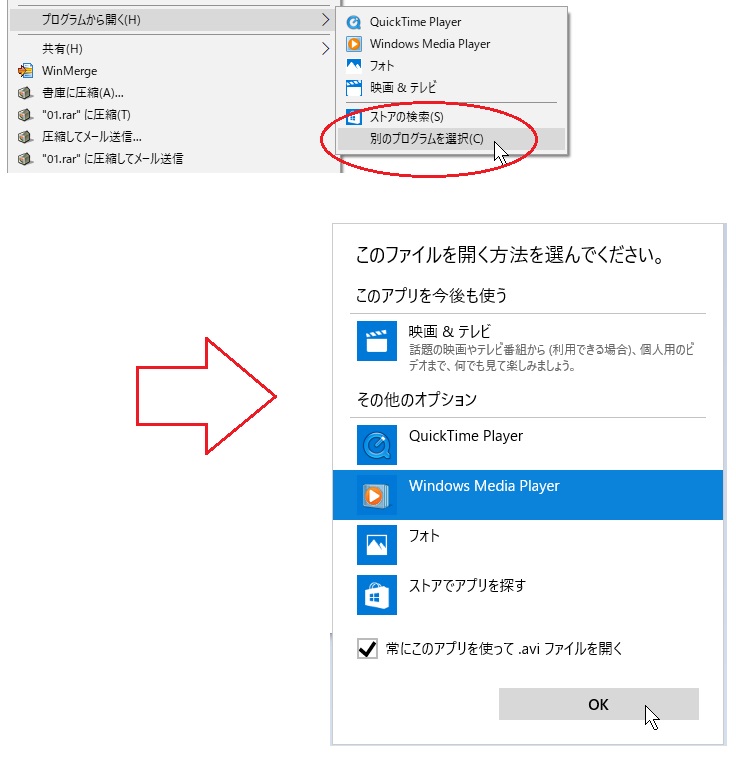 プログラムから開く(H)
共有(H)
WinMerge
書庫に圧縮(A)...
"01.rar" に圧縮(T)
圧縮してメール送信...
"01.rar" に圧縮してメール送信
QuickTime Player
Windows Media Player
フォト
映画 & テレビ
ストアの検索(S)
別のプログラムを選択(C)
このファイルを開く方法を選んでください。
このアプリを今後も使う
映画 & テレビ
話題の映画やテレビ番組から (利用できる場合)、個人用のビ
デオまで、何でも見て楽しみましょう。
その他のオプション
QuickTime Player
Windows Media Player
フォト
ストアでアプリを探す
常にこのアプリを使って .avi ファイルを開く
OK